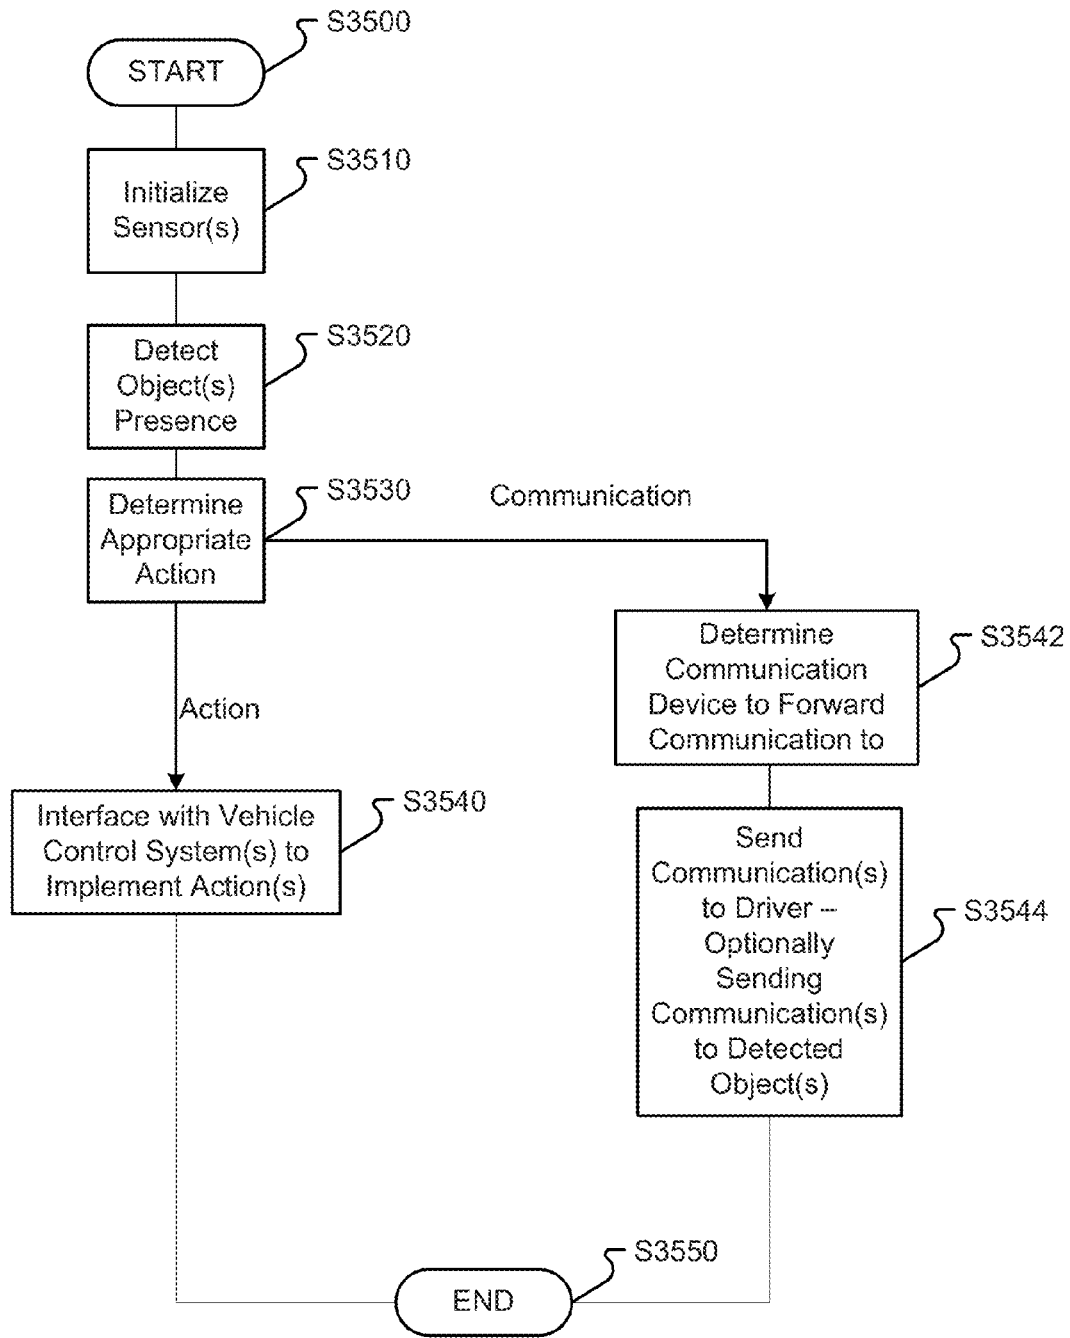 S3500
START
S3510
Initialize
Sensor(s)
S3520
Detect
Object(s)
Presence
S3530
Determine
Appropriate
Action
Communication
S3542
Determine
Communication
Device to Forward
Communication to
Action
S3540
Interface with Vehicle
Control System(s) to
Implement Action(s)
S3544
Send
Communication(s)
to Driver –
Optionally
Sending
Communication(s)
to Detected
Object(s)
S3550
END